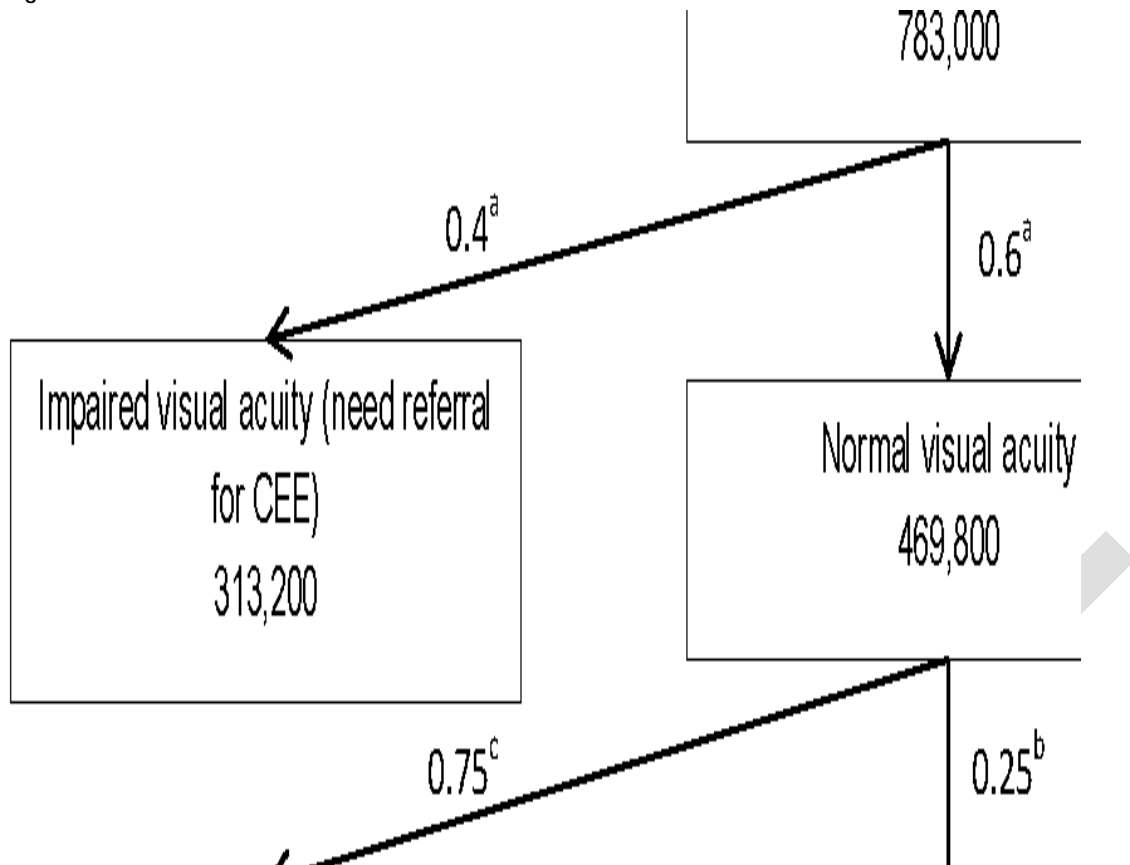 783,000
0.4ᵃ
0.6ᵃ
Impaired visual acuity (need referral
for CEE)
313,200
Normal visual acuity
469,800
0.75ᶜ
0.25ᵇ